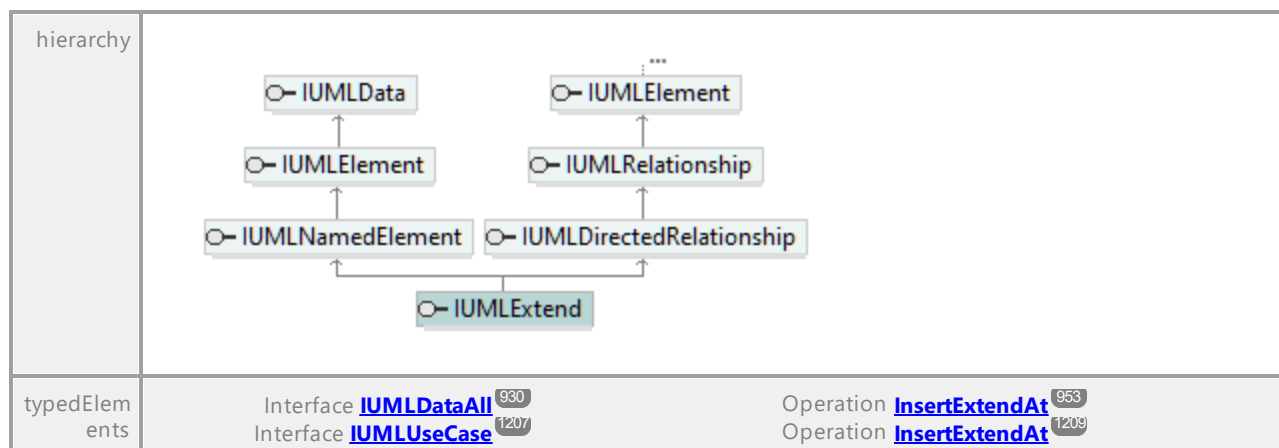 hierarchy
...
IUMLData
IUMLElement
IUMLElement
IUMLRelationship
IUMLNamedElement
IUMLDirectedRelationship
IUMLExtend
typedElem
ents
Interface IUMLDataAll 930
Operation InsertExtendAt 953
Interface IUMLUseCase 1207
Operation InsertExtendAt 1209